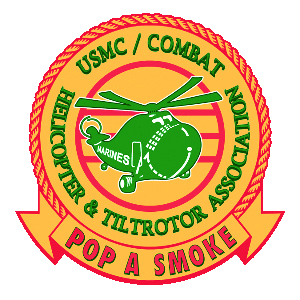 USMC / COMBAT
HELICOPTER & TILTROTOR ASSOCIATION
MARINES
POP A SMOKE